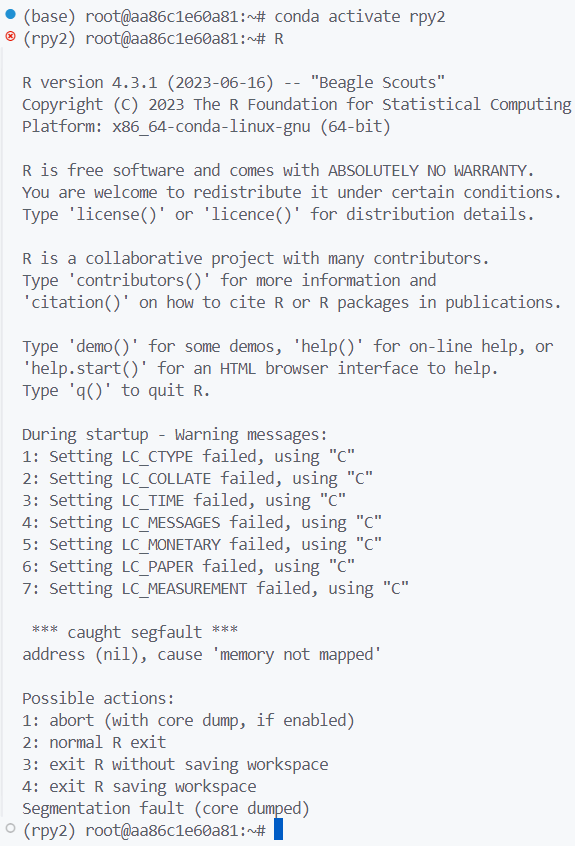 (base) root@aa86c1e60a81:~# conda activate rpy2
(rpy2) root@aa86c1e60a81:~# R
R version 4.3.1 (2023-06-16) -- "Beagle Scouts"
Copyright (C) 2023 The R Foundation for Statistical Computing
Platform: x86_64-conda-linux-gnu (64-bit)
R is free software and comes with ABSOLUTELY NO WARRANTY.
You are welcome to redistribute it under certain conditions.
Type 'license()' or 'licence()' for distribution details.
R is a collaborative project with many contributors.
Type 'contributors()' for more information and
'citation()' on how to cite R or R packages in publications.
Type 'demo()' for some demos, 'help()' for on-line help, or
'help.start()' for an HTML browser interface to help.
Type 'q()' to quit R.
During startup - Warning messages:
1: Setting LC_CTYPE failed, using "C"
2: Setting LC_COLLATE failed, using "C"
3: Setting LC_TIME failed, using "C"
4: Setting LC_MESSAGES failed, using "C"
5: Setting LC_MONETARY failed, using "C"
6: Setting LC_PAPER failed, using "C"
7: Setting LC_MEASUREMENT failed, using "C"
*** caught segfault ***
address (nil), cause 'memory not mapped'
Possible actions:
1: abort (with core dump, if enabled)
2: normal R exit
3: exit R without saving workspace
4: exit R saving workspace
Segmentation fault (core dumped)
(rpy2) root@aa86c1e60a81:~#